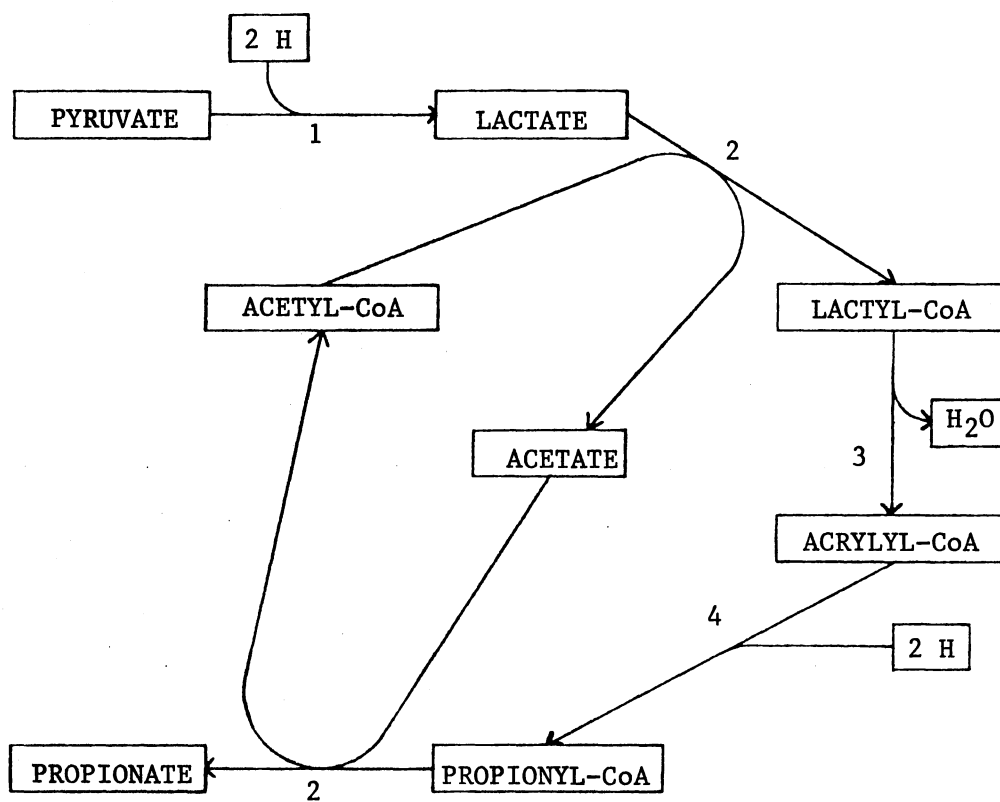 2 H
PYRUVATE
1
LACTATE
2
ACETYL-CoA
LACTYL-CoA
H2O
3
ACETATE
ACRYLYL-CoA
4
2 H
PROPIONATE
2
PROPIONYL-CoA